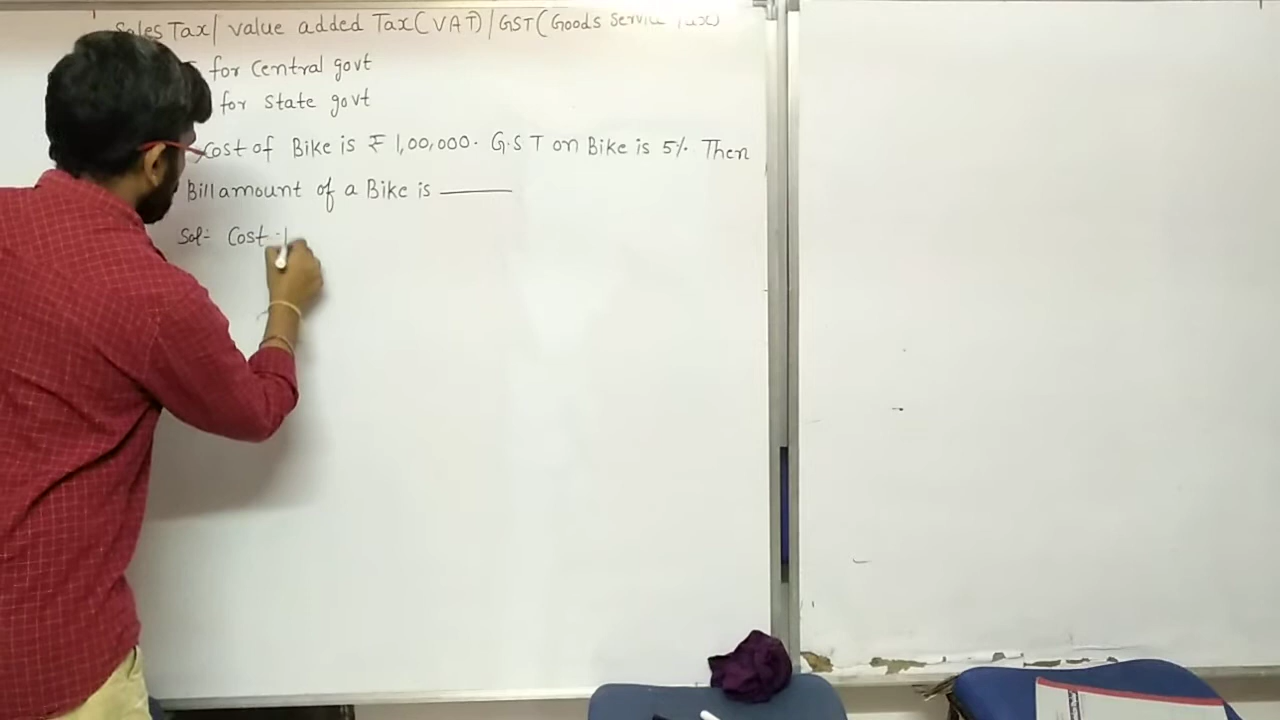 Sales Tax/ value added Tax(VAT)/GST(Goods Service Tax)
for Central govt
for State govt
Cost of Bike is ₹ 1,00,000. G.S T on Bike is 5%. Then
Bill amount of a Bike is ———
Sol:- Cost